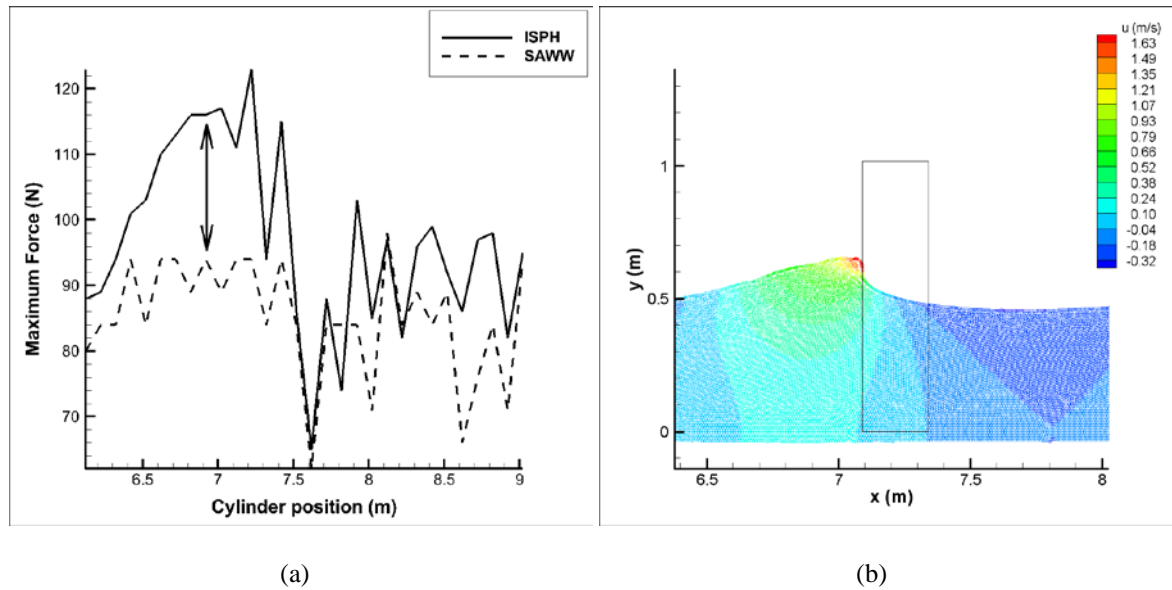 ISPH
SAWW
120
110
100
90
80
70
Maximum Force (N)
6.5 7 7.5 8 8.5 9
Cylinder position (m)
u (m/s)
1.63
1.49
1.35
1.21
1.07
0.93
0.66
0.52
0.38
0.24
0.10
-0.04
-0.18
-0.32
1
0.5
0
y (m)
6.5 7 7.5 8
x (m)
(a) (b)